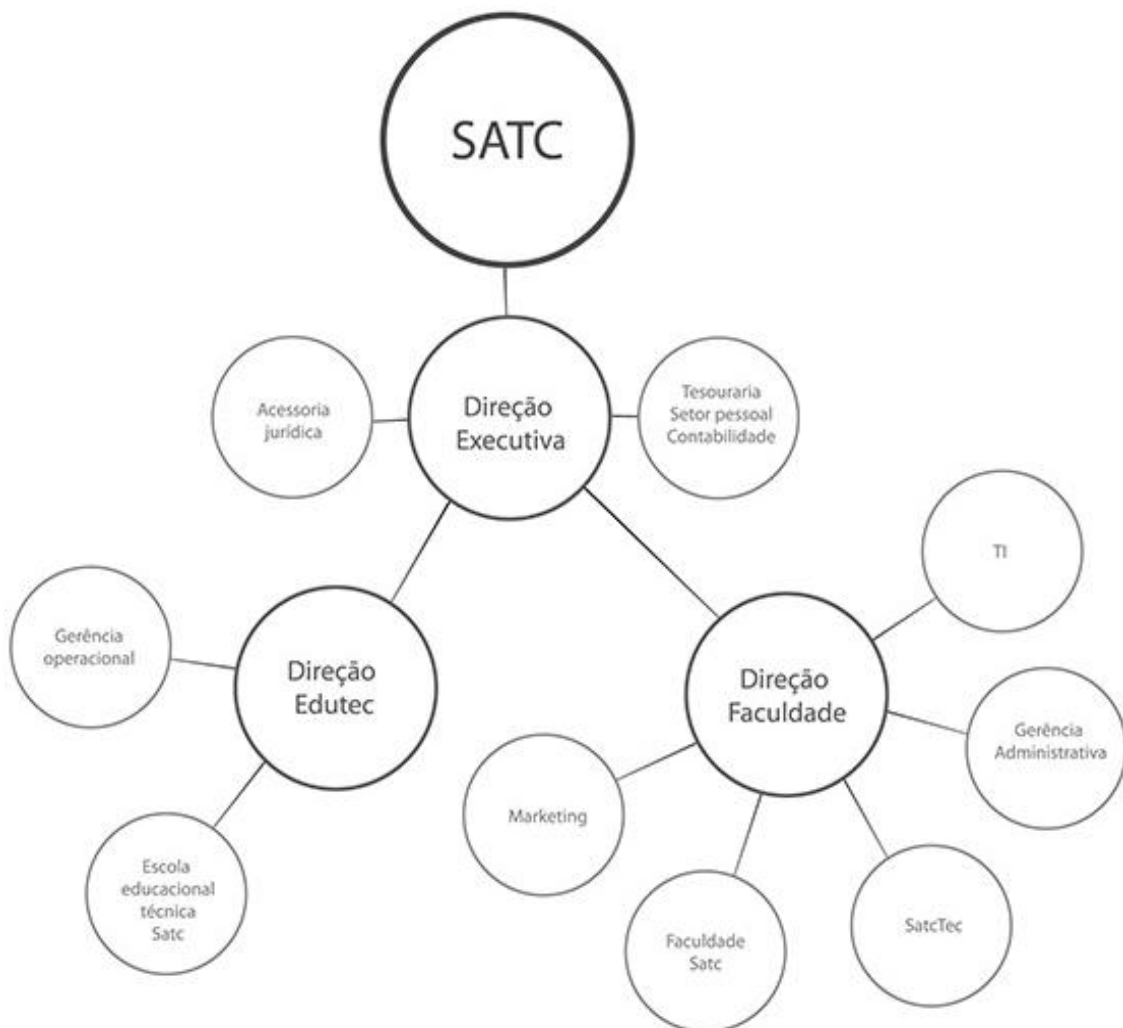 SATC
Acessoria
jurídica
Direção
Executiva
Tesouraria
Setor pessoal
Contabilidade
TI
Gerência
operacional
Direção
Edutec
Direção
Faculdade
Gerência
Administrativa
Marketing
Escola
educacional
técnica
Satc
Faculdade
Satc
SatcTec